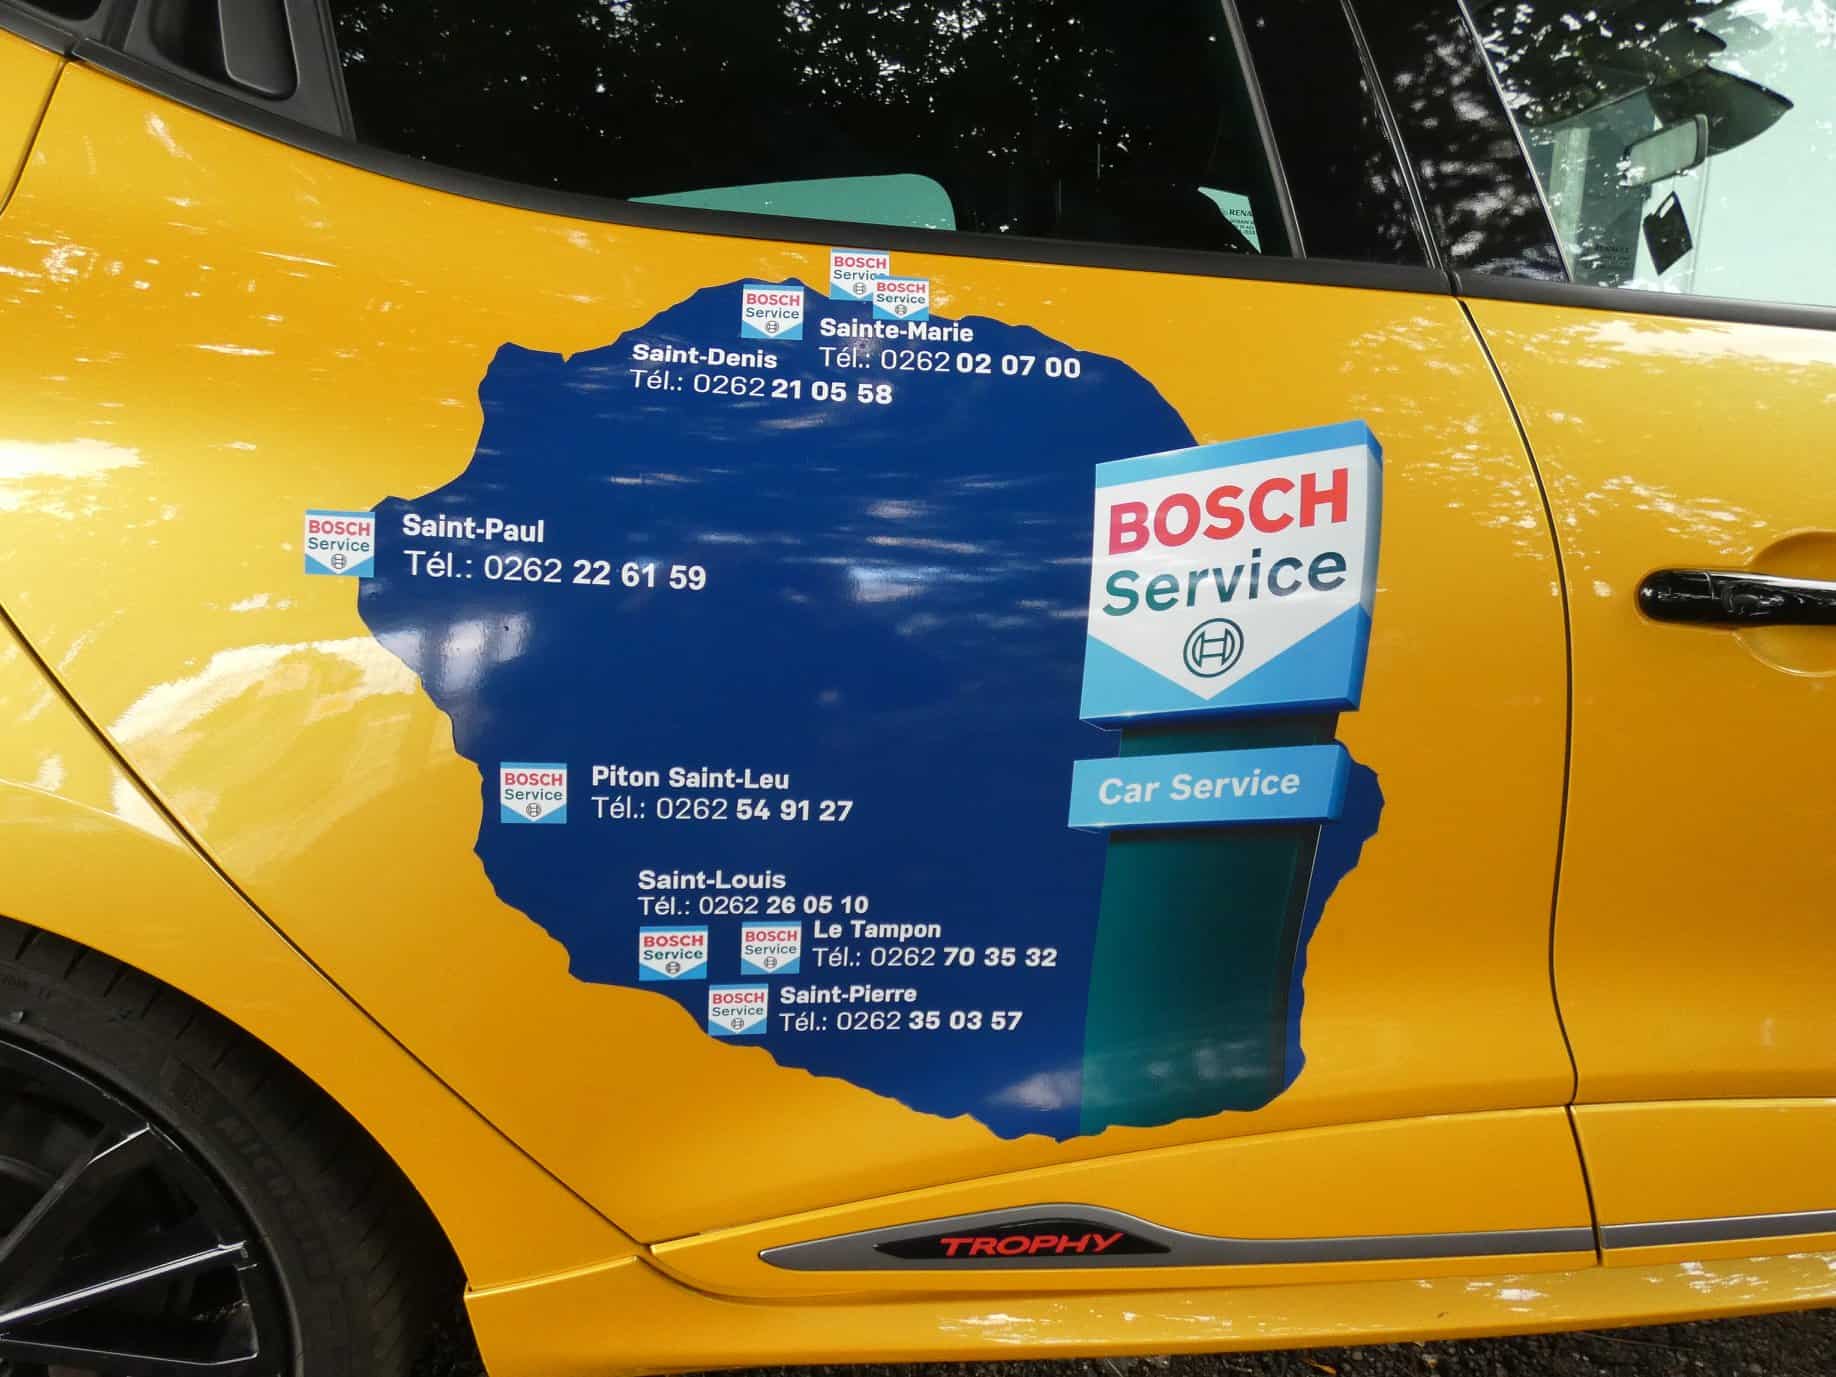 BOSCH
Service
BOSCH
Service
BOSCH
Service
Sainte-Marie
Tél.: 0262 02 07 00
Saint-Denis
Tél.: 0262 21 05 58
BOSCH
Service
Saint-Paul
Tél.: 0262 22 61 59
BOSCH
Service
Car Service
BOSCH
Service
Piton Saint-Leu
Tél.: 0262 54 91 27
Saint-Louis
Tél.: 0262 26 05 10
BOSCH
Service
BOSCH
Service
Le Tampon
Tél.: 0262 70 35 32
BOSCH
Service
Saint-Pierre
Tél.: 0262 35 03 57
TROPHY